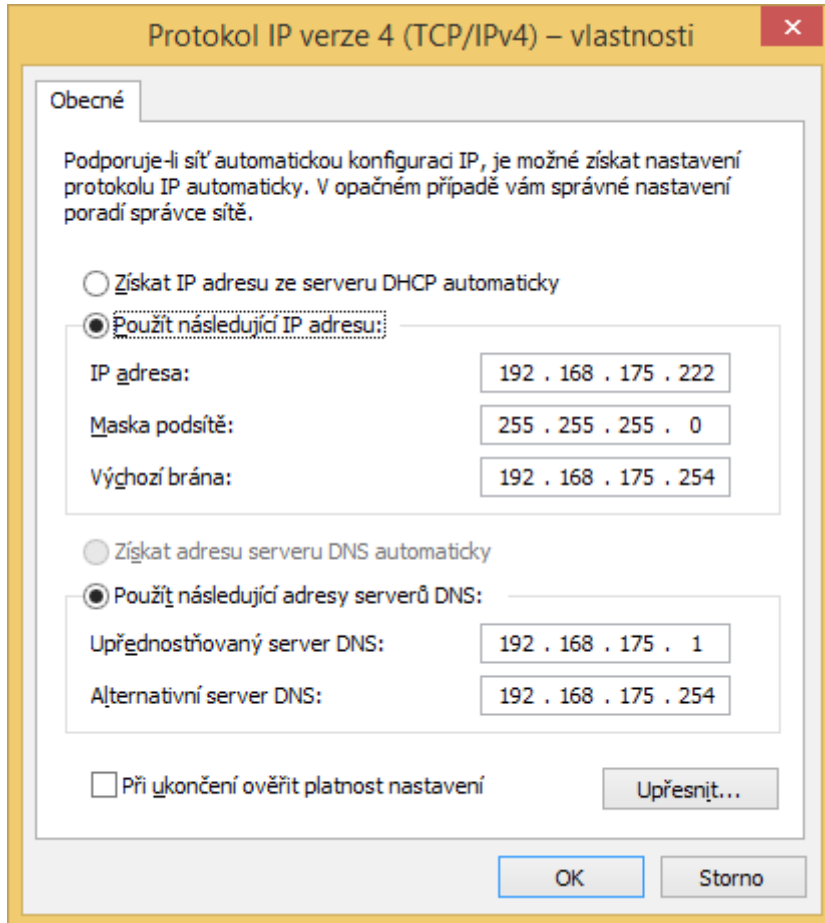 Protokol IP verze 4 (TCP/IPv4) – vlastnosti
Obecné
Podporuje-li síť automatickou konfiguraci IP, je možné získat nastavení
protokolu IP automaticky. V opačném případě vám správné nastavení
poradí správce sítě.
Získat IP adresu ze serveru DHCP automaticky
Použít následující IP adresu:
IP adresa: 192 . 168 . 175 . 222
Maska podsítě: 255 . 255 . 255 . 0
Výchozí brána: 192 . 168 . 175 . 254
Získat adresu serveru DNS automaticky
Použít následující adresy serverů DNS:
Upřednostňovaný server DNS: 192 . 168 . 175 . 1
Alternativní server DNS: 192 . 168 . 175 . 254
Při ukončení ověřit platnost nastavení
Upřesnit...
OK Storno